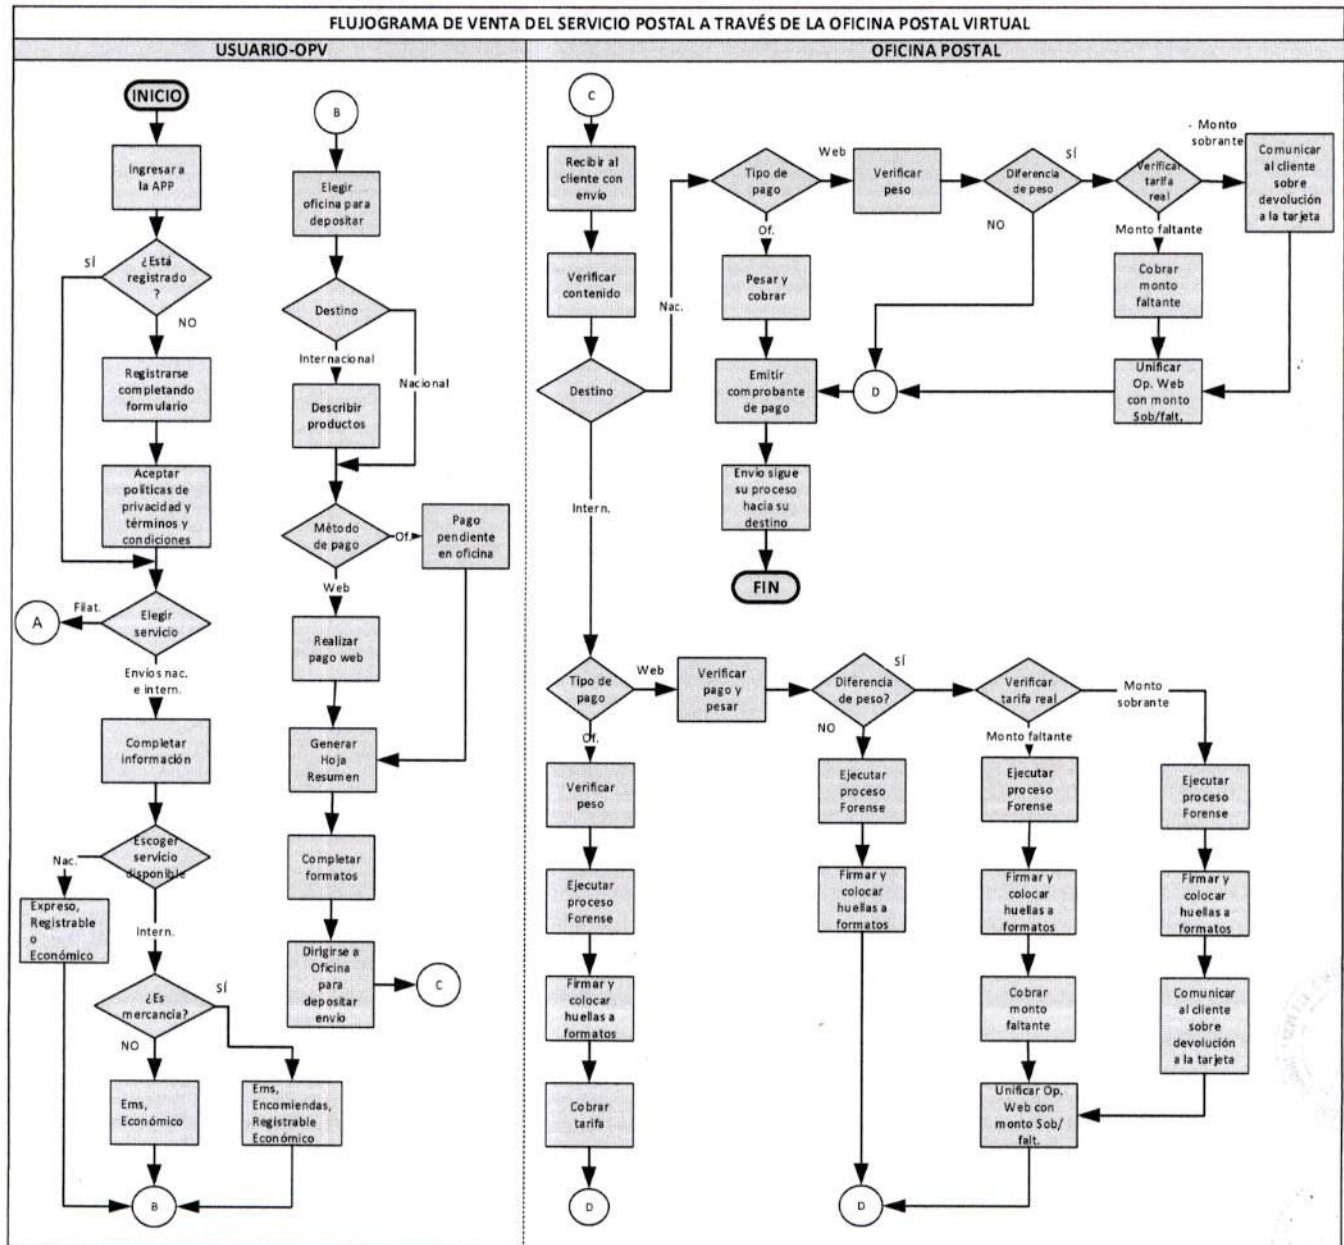 FLUJOGRAMA DE VENTA DEL SERVICIO POSTAL A TRAVÉS DE LA OFICINA POSTAL VIRTUAL
USUARIO-OPV
INICIO
Ingresar a
la APP
¿Está
registrado
?
SÍ
NO
Registrarse
completando
formulario
Aceptar
políticas de
privacidad y
términos y
condiciones
Elegir
servicio
Filat.
A
Envíos nac.
e intern.
Completar
información
Escoger
servicio
disponible
Nac.
Expreso,
Registrable
o
Económico
Intern.
¿Es
mercancia?
SÍ
NO
Ems,
Económico
Ems,
Encomiendas,
Registrable
Económico
B
B
Elegir
oficina para
depositar
Destino
Internacional
Nacional
Describir
productos
Método
de pago
Of.
Pago
pendiente
en oficina
Web
Realizar
pago web
Generar
Hoja
Resumen
Completar
formatos
Dirigirse a
Oficina
para
depositar
envío
C
OFICINA POSTAL
C
Recibir al
cliente con
envío
Verificar
contenido
Destino
Nac.
Tipo de
pago
Web
Verificar
peso
Diferencia
de peso
SÍ
NO
Verificar
tarifa
real
Monto
sobrante
Comunicar
al cliente
sobre
devolución
a la tarjeta
Of.
Pesar y
cobrar
Monto faltante
Cobrar
monto
faltante
Emitir
comprobante
de pago
D
Unificar
Op. Web
con monto
Sob/falt.
Envío sigue
su proceso
hacia su
destino
FIN
Intern.
Tipo de
pago
Web
Verificar
pago y
pesar
Diferencia
de peso?
SÍ
NO
Verificar
tarifa real
Monto
sobrante
Monto faltante
Of.
Verificar
peso
Ejecutar
proceso
Forense
Firmar y
colocar
huellas a
formatos
Cobrar
tarifa
D
Ejecutar
proceso
Forense
Firmar y
colocar
huellas a
formatos
D
Ejecutar
proceso
Forense
Firmar y
colocar
huellas a
formatos
Cobrar
monto
faltante
Unificar Op.
Web con
monto Sob/
falt.
Ejecutar
proceso
Forense
Firmar y
colocar
huellas a
formatos
Comunicar
al cliente
sobre
devolución
a la tarjeta